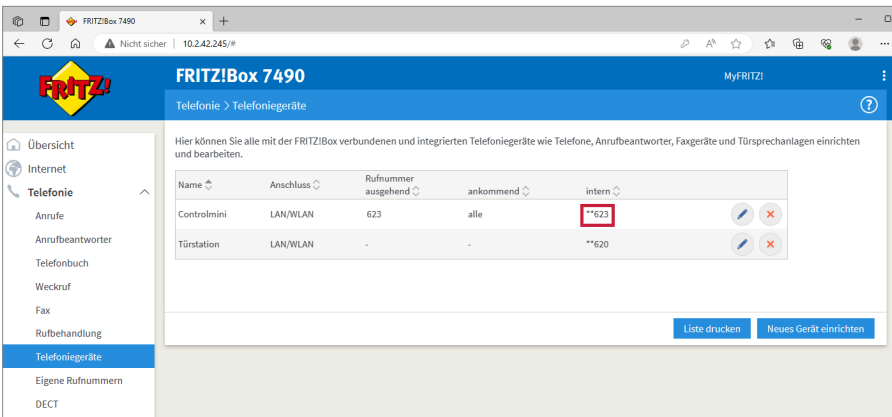 FRITZ!Box 7490
Nicht sicher | 10.2.42.245/#
FRITZ!
FRITZ!Box 7490
MyFRITZ!
Telefonie > Telefoniegeräte
Übersicht
Internet
Telefonie
Anrufe
Anrufbeantworter
Telefonbuch
Weckruf
Fax
Rufbehandlung
Telefoniegeräte
Eigene Rufnummern
DECT
Hier können Sie alle mit der FRITZ!Box verbundenen und integrierten Telefoniegeräte wie Telefone, Anrufbeantworter, Faxgeräte und Türsprechanlagen einrichten
und bearbeiten.
Name Anschluss Rufnummer ausgehend ankommend intern
Controlmini LAN/WLAN 623 alle **623
Türstation LAN/WLAN - - **620
Liste drucken Neues Gerät einrichten